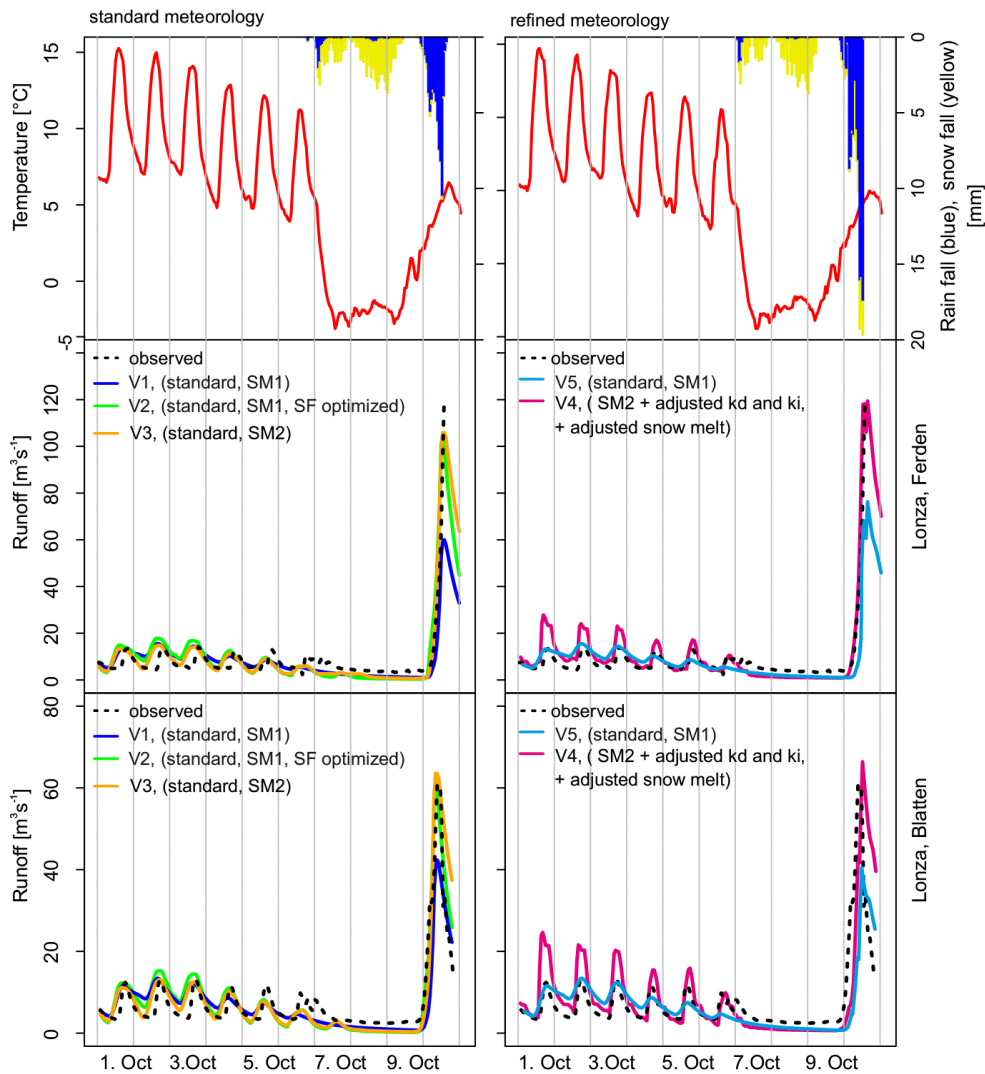 standard meteorology
refined meteorology
Temperature [°C]
15
10
5
0
-5
0
5
10
15
20
Rain fall (blue), snow fall (yellow)
[mm]
Runoff [m³s⁻¹]
120
100
80
60
40
20
0
observed
V1, (standard, SM1)
V2, (standard, SM1, SF optimized)
V3, (standard, SM2)
observed
V5, (standard, SM1)
V4, ( SM2 + adjusted kd and ki,
+ adjusted snow melt)
Lonza, Ferden
Runoff [m³s⁻¹]
80
60
40
20
0
observed
V1, (standard, SM1)
V2, (standard, SM1, SF optimized)
V3, (standard, SM2)
observed
V5, (standard, SM1)
V4, ( SM2 + adjusted kd and ki,
+ adjusted snow melt)
Lonza, Blatten
1. Oct 3.Oct 5.Oct 7.Oct 9. Oct
1. Oct 3.Oct 5.Oct 7.Oct 9. Oct